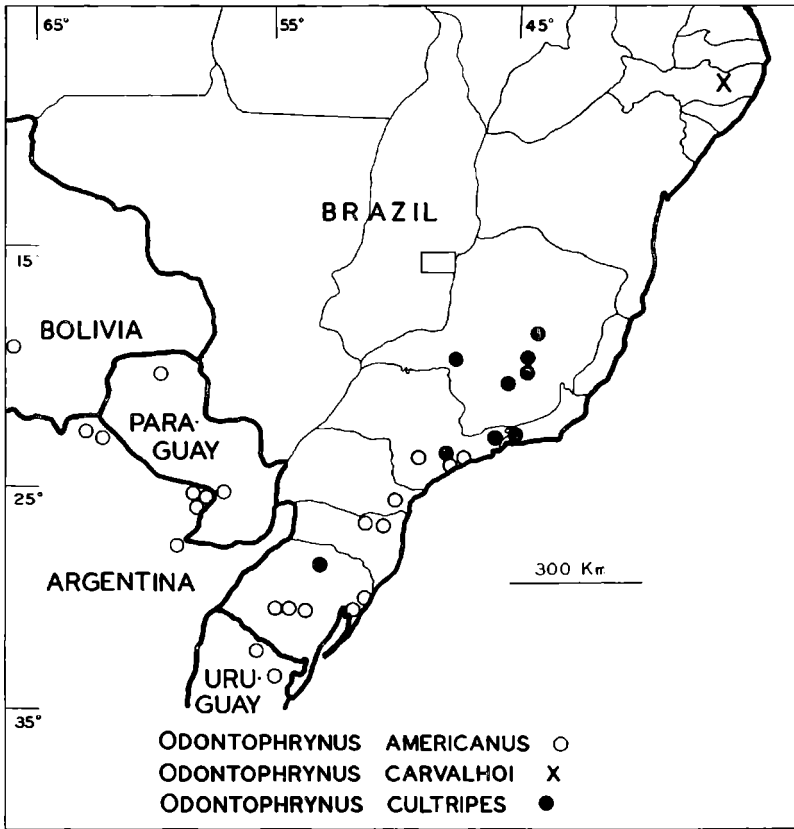 65° 55° 45°
BRAZIL
15°
BOLIVIA
PARA-
GUAY
25°
ARGENTINA
300 Km
URU-
GUAY
35°
ODONTOPHRYNUS AMERICANUS
ODONTOPHRYNUS CARVALHOI X
ODONTOPHRYNUS CULTRIPES